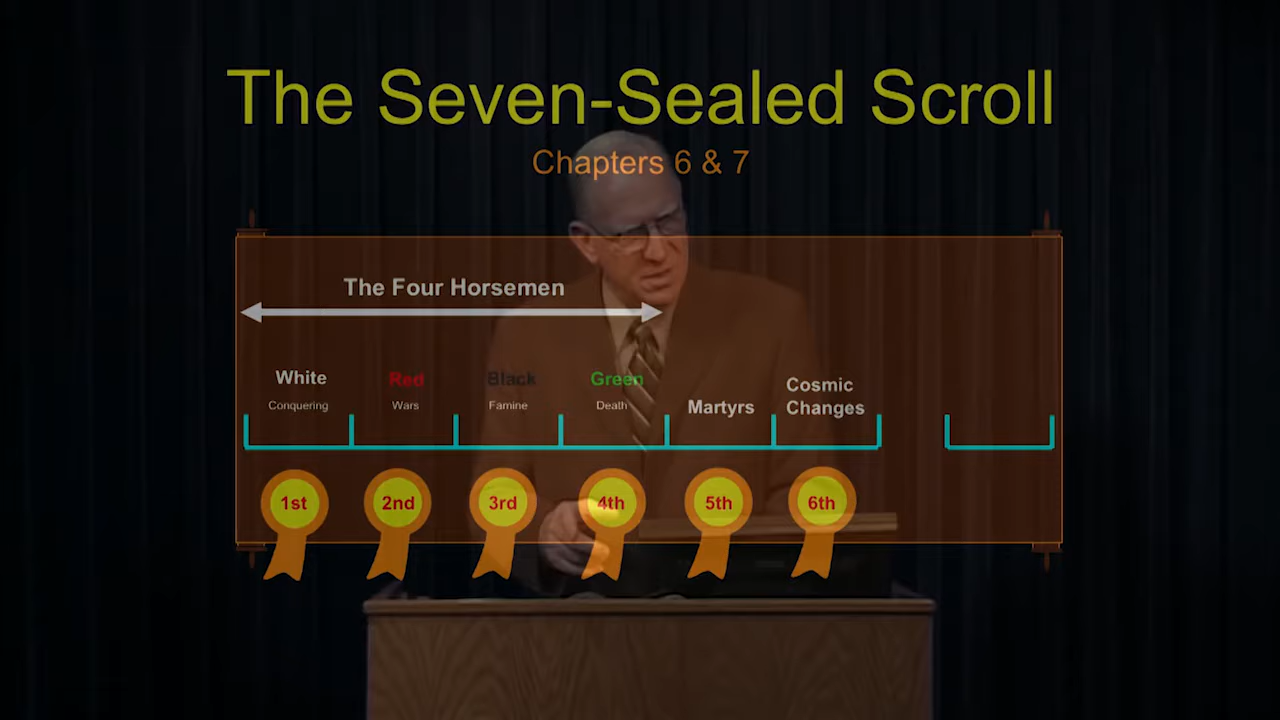 The Seven-Sealed Scroll
Chapters 6 & 7
The Four Horsemen
White
Conquering
Red
Wars
Black
Famine
Green
Death
Martyrs
Cosmic
Changes
1st
2nd
3rd
4th
5th
6th